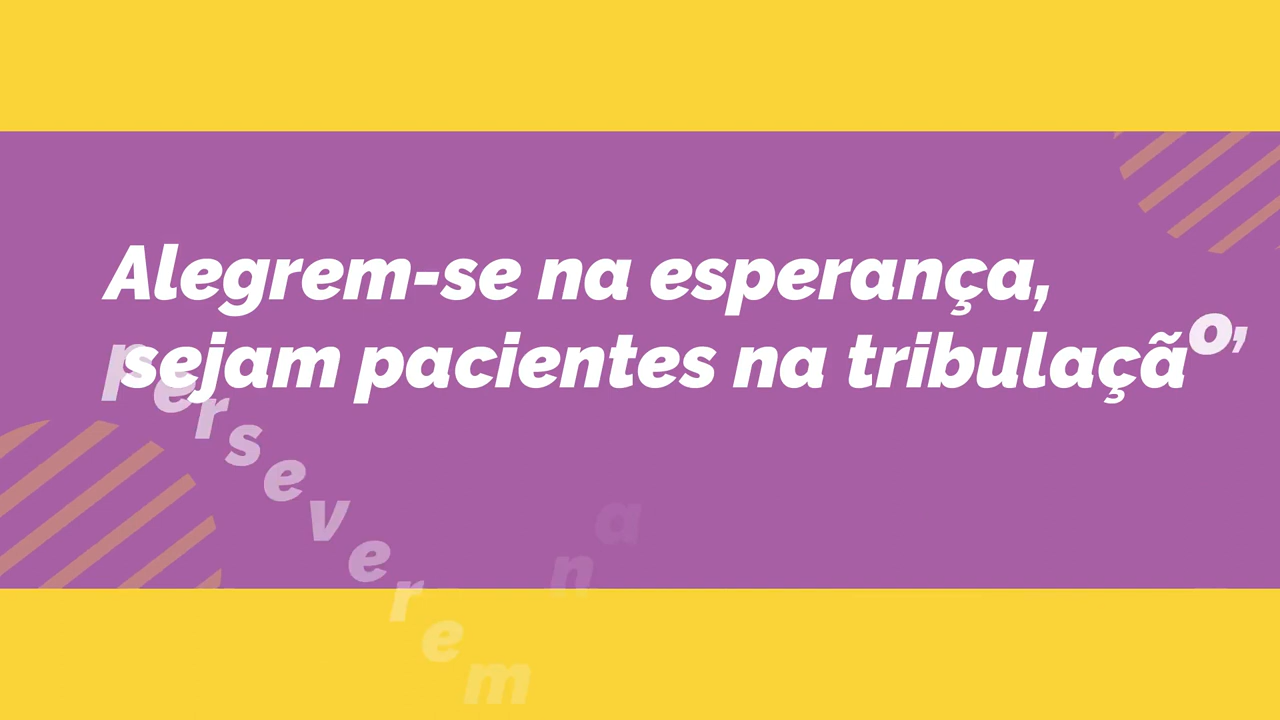 Alegrem-se na esperança,
sejam pacientes na tribulação,
perseverem na